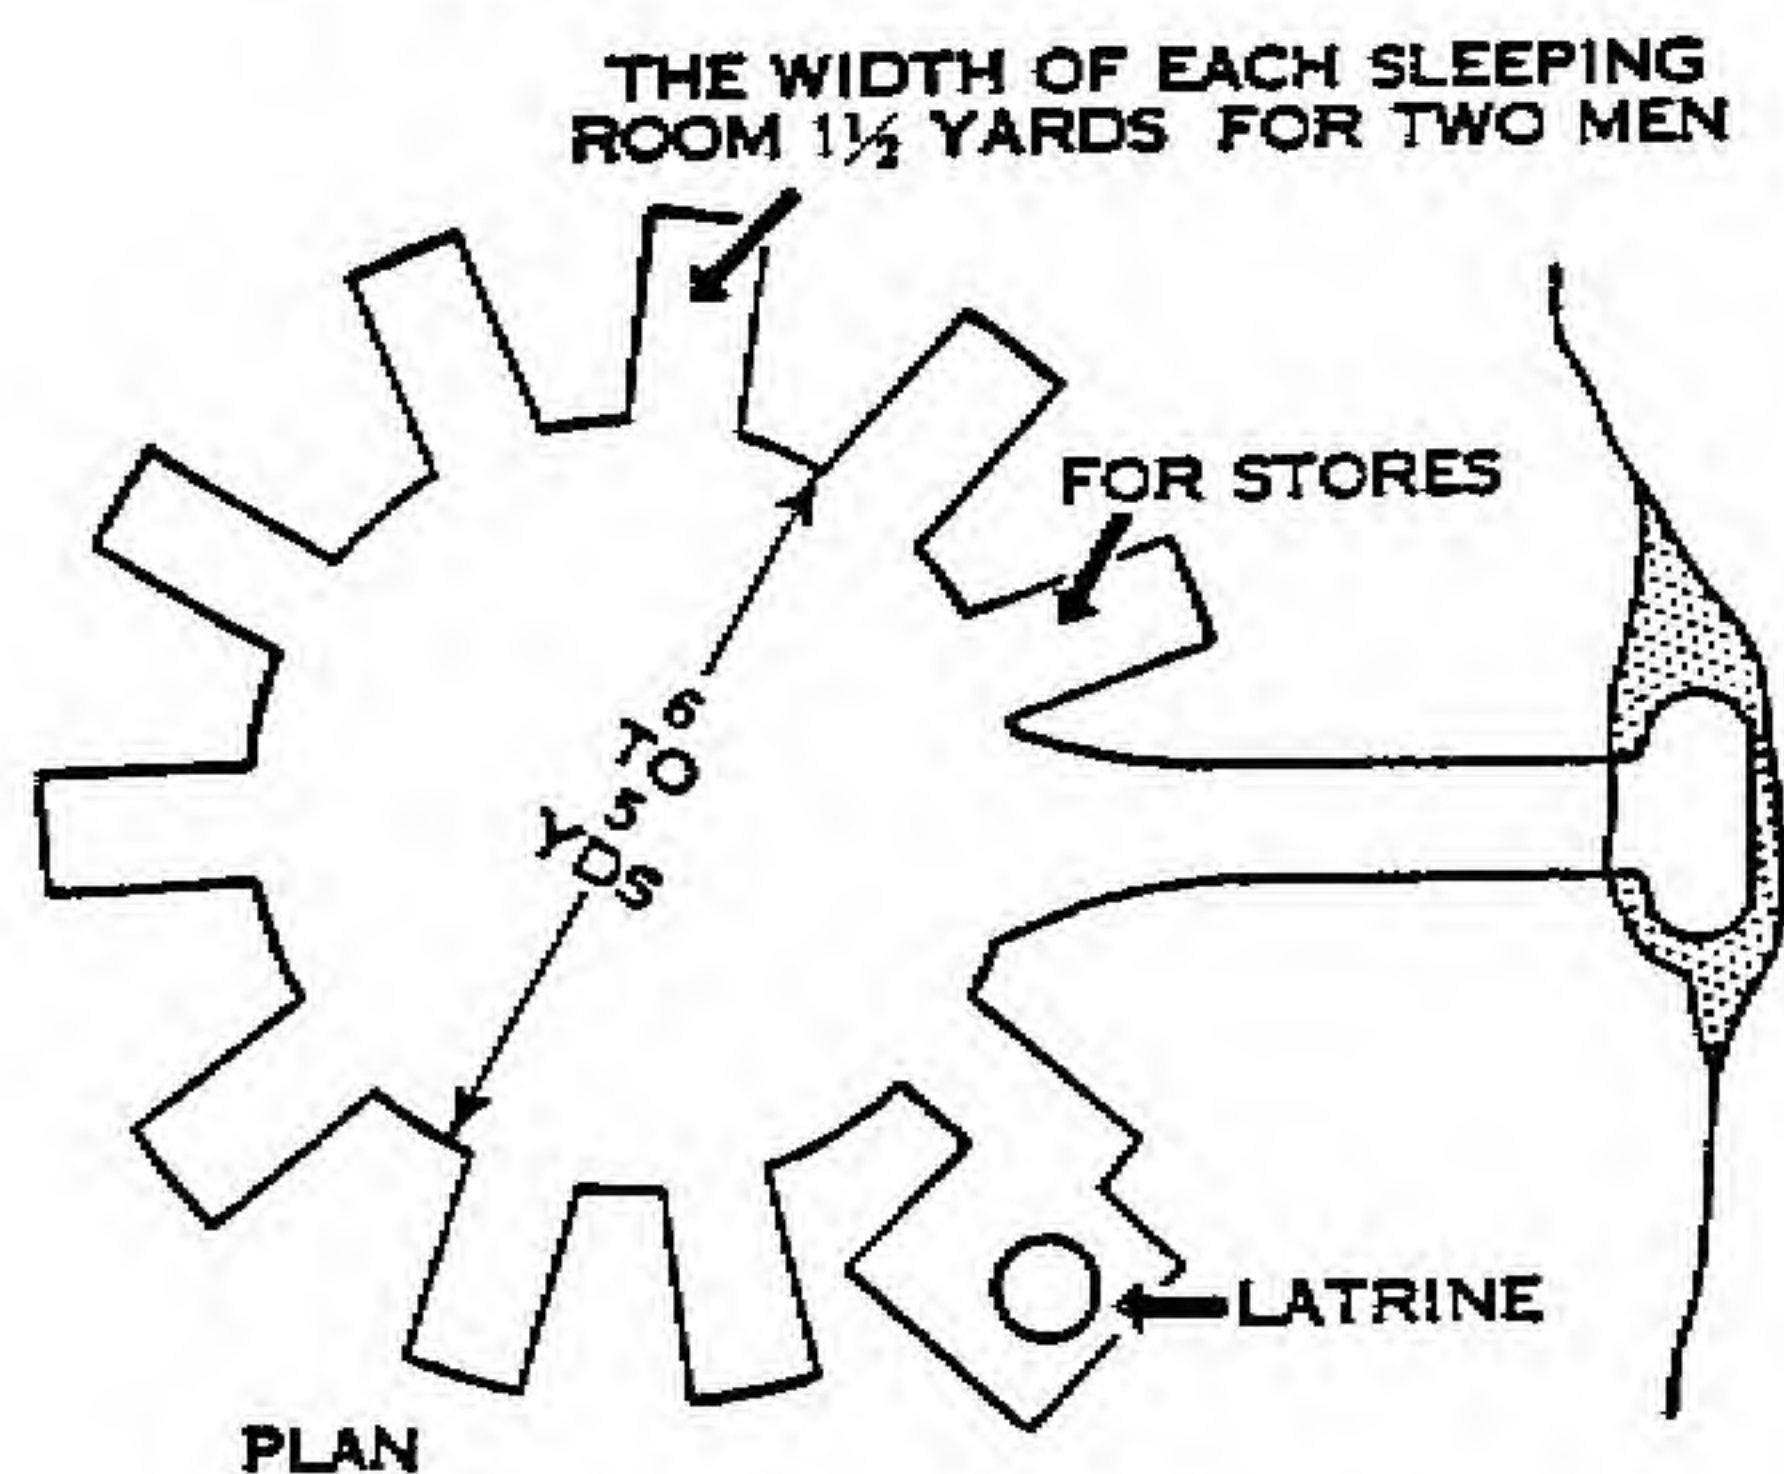 THE WIDTH OF EACH SLEEPING
ROOM 1½ YARDS FOR TWO MEN
FOR STORES
6
TO
5
YDS
LATRINE
PLAN